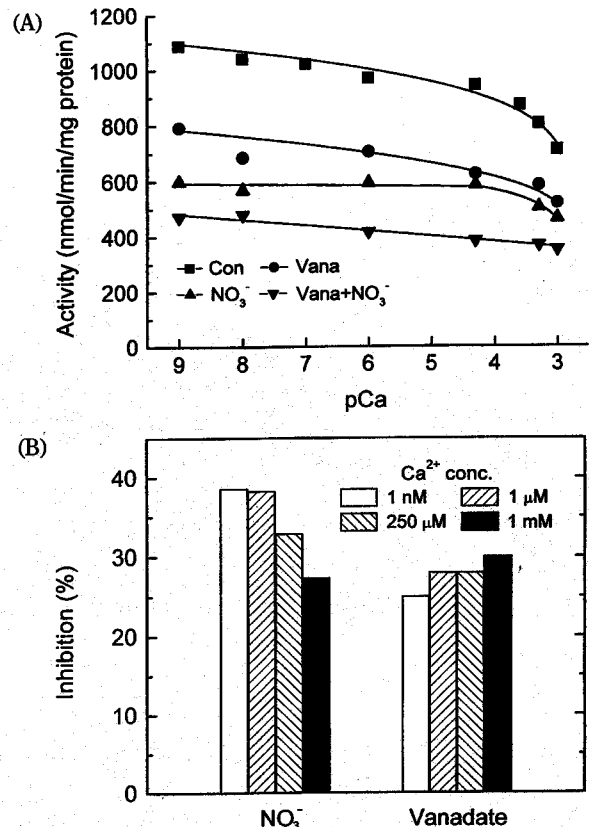 (A)
1200
1000
800
600
400
200
0
Activity (nmol/min/mg protein)
Con
Vana
NO₃⁻
Vana+NO₃⁻
9 8 7 6 5 4 3
pCa
(B)
40
30
20
10
0
Inhibition (%)
Ca²⁺ conc.
1 nM 1 μM
250 μM 1 mM
NO₃⁻ Vanadate